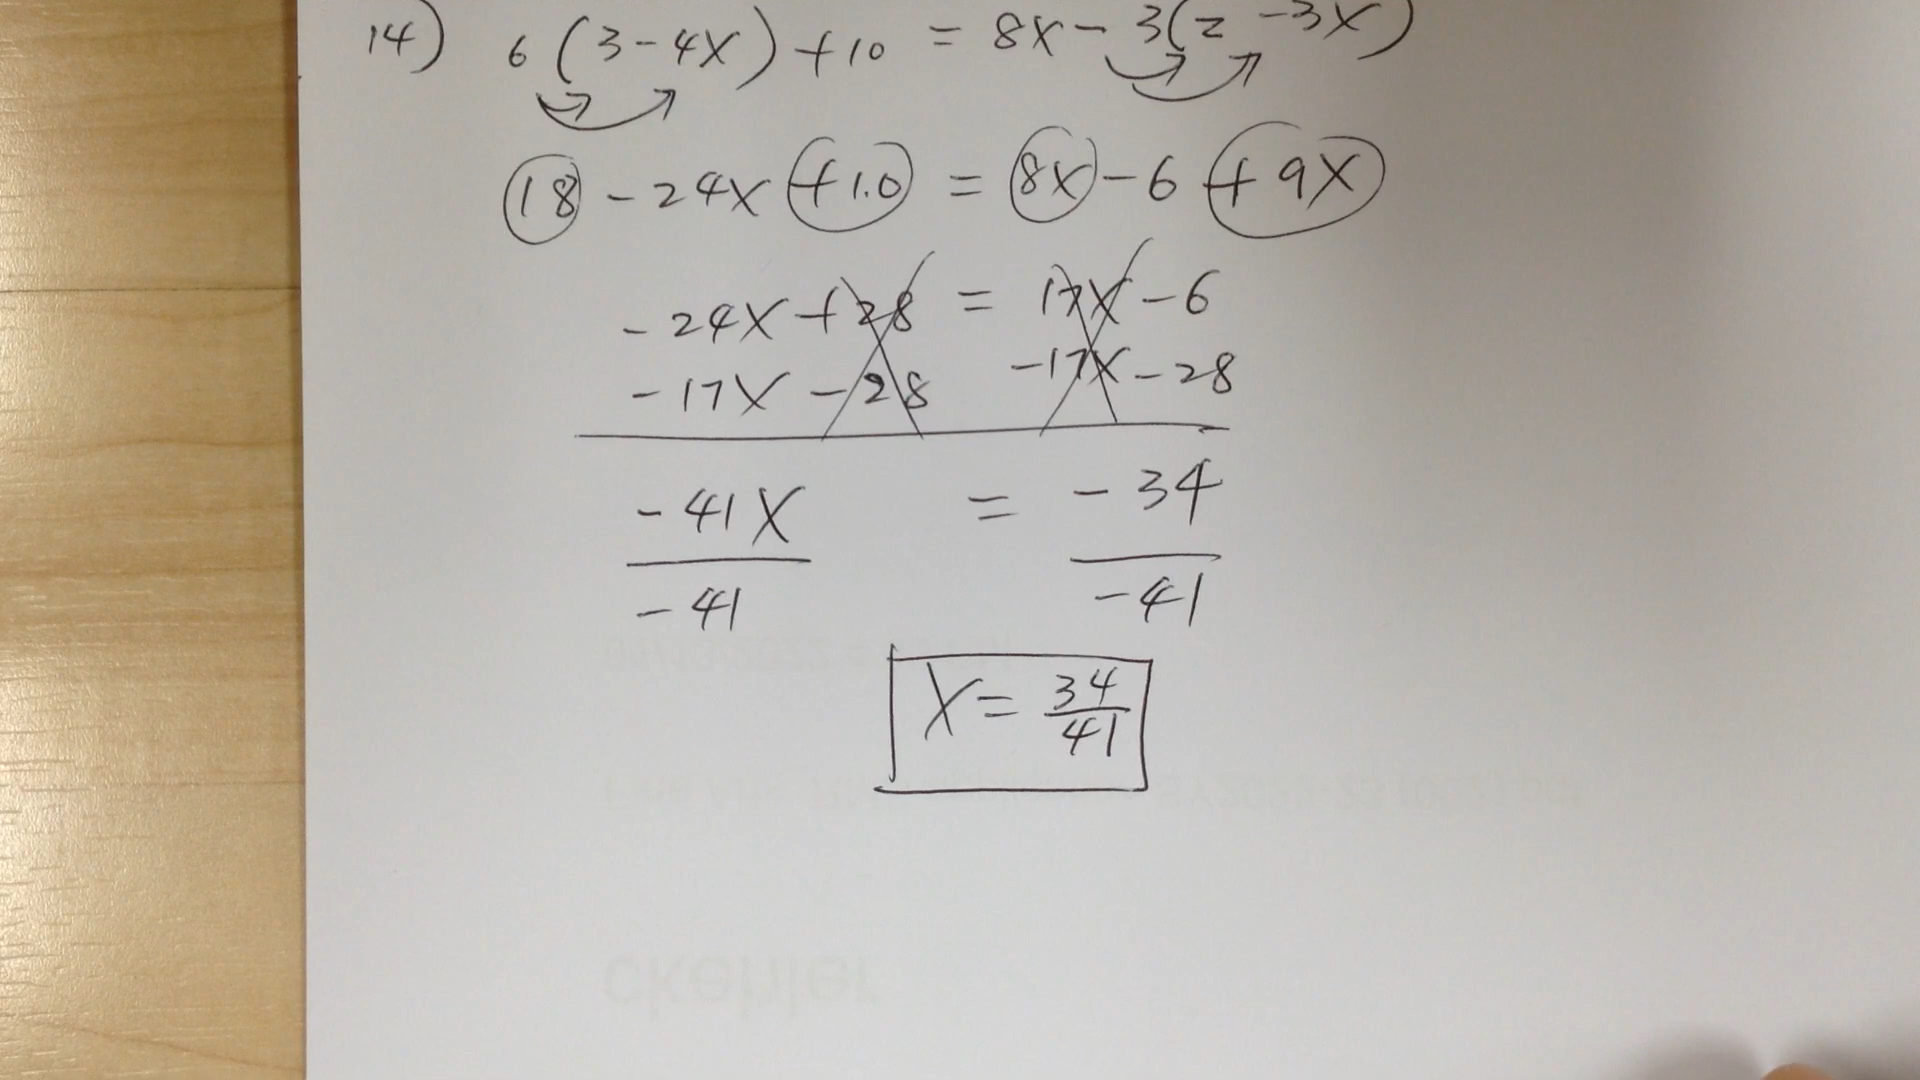 14) 6(3-4x)+10 = 8x-3(2-3x)
18 -24x +10 = 8x -6 +9x
-24x+28 = 17x-6
-17x -28 -17x -28
-41x = -34
-41 -41
x = 34/41
ckehler